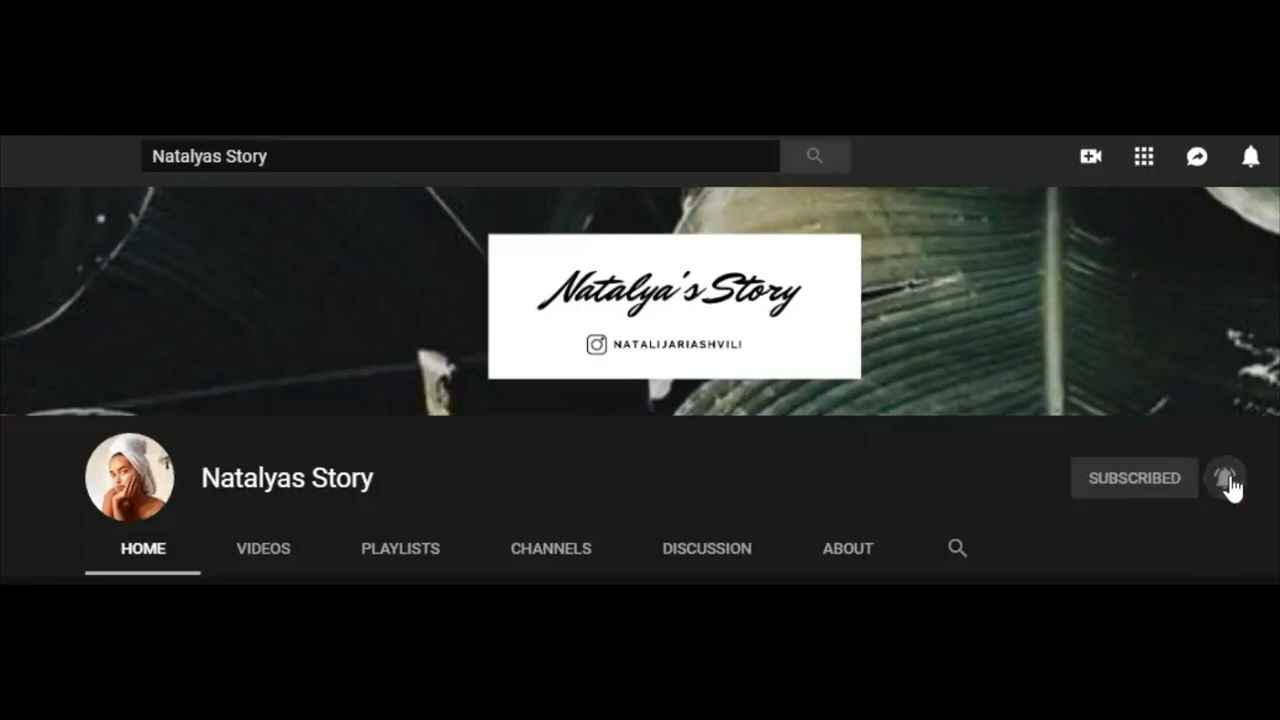 Natalyas Story
Natalya's Story
NATALIJARIASHVILI
Natalyas Story
SUBSCRIBED
HOME VIDEOS PLAYLISTS CHANNELS DISCUSSION ABOUT